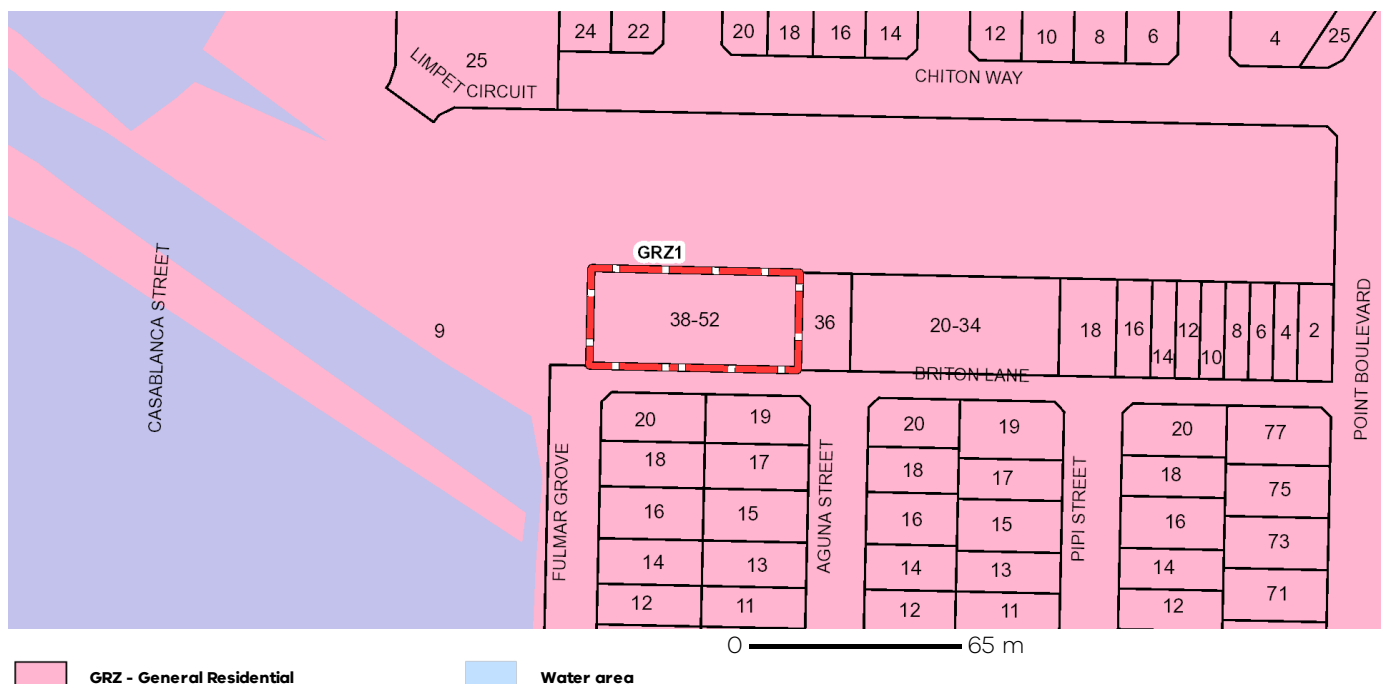 24 22 20 18 16 14 12 10 8 6 4 25
25
LIMPET CIRCUIT
CHITON WAY
GRZ1
38-52
36
20-34
18 16 14 12 10 8 6 4 2
9
CASABLANCA STREET
BRITON LANE
POINT BOULEVARD
FULMAR GROVE
AGUNA STREET
PIPI STREET
20 19 20 19 20 77
18 17 18 17 18 75
16 15 16 15 16 73
14 13 14 13 14 71
12 11 12 11 12
0 65 m
GRZ - General Residential
Water area